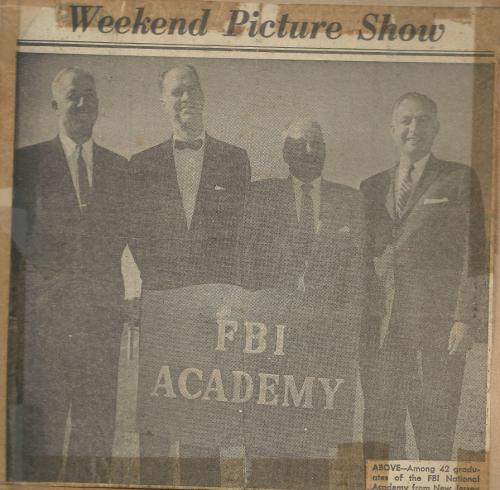 Weekend Picture Show
FBI
ACADEMY
ABOVE—Among 42 gradu-
ates of the FBI National
Academy from New Jersey